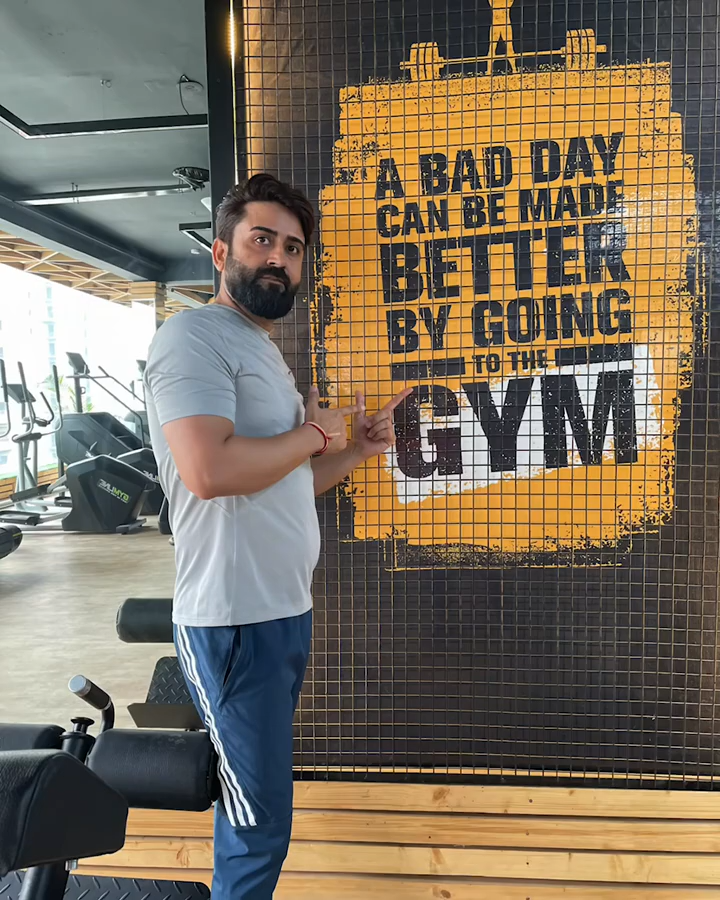 A BAD DAY
CAN BE MADE
BETTER
BY GOING
TO THE
GYM